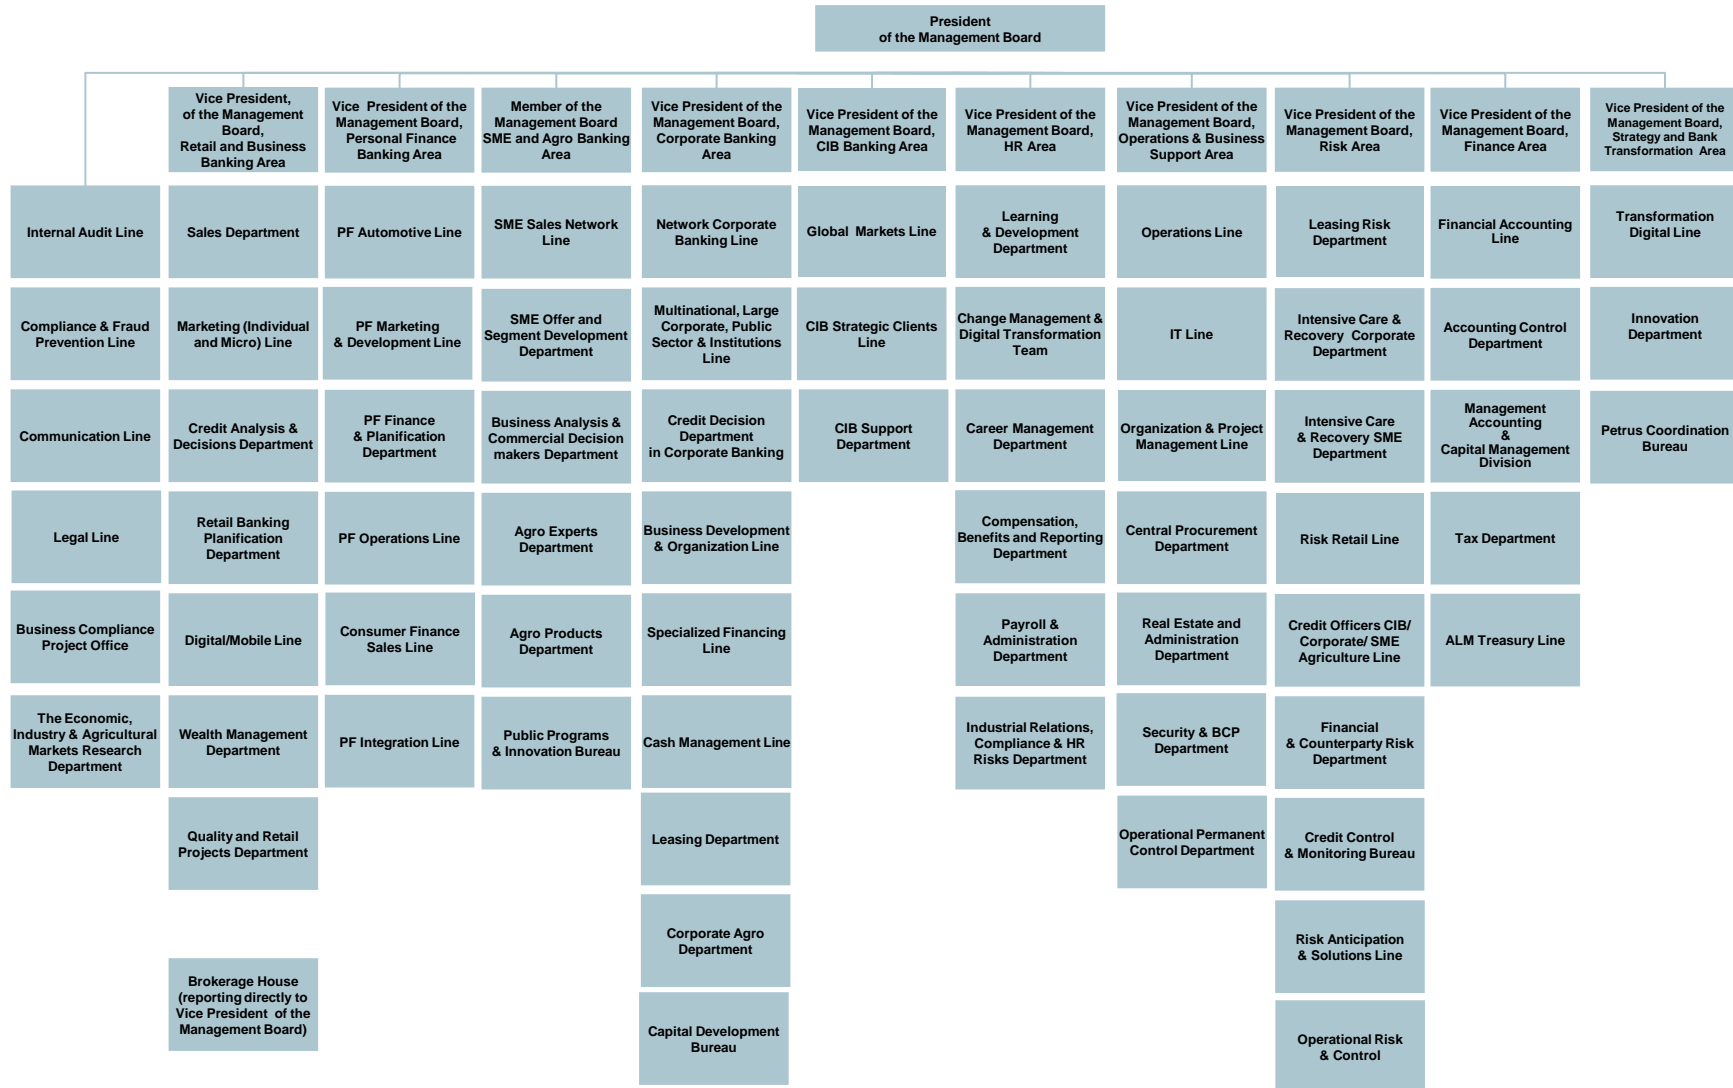 President
of the Management Board
Vice President,
of the Management
Board,
Retail and Business
Banking Area
Vice President of the
Management Board,
Personal Finance
Banking Area
Member of the
Management Board
SME and Agro Banking
Area
Vice President of the
Management Board,
Corporate Banking
Area
Vice President of the
Management Board,
CIB Banking Area
Vice President of the
Management Board,
HR Area
Vice President of the
Management Board,
Operations & Business
Support Area
Vice President of the
Management Board,
Risk Area
Vice President of the
Management Board,
Finance Area
Vice President of the
Management Board,
Strategy and Bank
Transformation Area
Internal Audit Line
Compliance & Fraud
Prevention Line
Communication Line
Legal Line
Business Compliance
Project Office
The Economic,
Industry & Agricultural
Markets Research
Department
Sales Department
Marketing (Individual
and Micro) Line
Credit Analysis &
Decisions Department
Retail Banking
Planification
Department
Digital/Mobile Line
Wealth Management
Department
Quality and Retail
Projects Department
Brokerage House
(reporting directly to
Vice President of the
Management Board)
PF Automotive Line
PF Marketing
& Development Line
PF Finance
& Planification
Department
PF Operations Line
Consumer Finance
Sales Line
PF Integration Line
SME Sales Network
Line
SME Offer and
Segment Development
Department
Business Analysis &
Commercial Decision
makers Department
Agro Experts
Department
Agro Products
Department
Public Programs
& Innovation Bureau
Network Corporate
Banking Line
Multinational, Large
Corporate, Public
Sector & Institutions
Line
Credit Decision
Department
in Corporate Banking
Business Development
& Organization Line
Specialized Financing
Line
Cash Management Line
Leasing Department
Corporate Agro
Department
Capital Development
Bureau
Global Markets Line
CIB Strategic Clients
Line
CIB Support
Department
Learning
& Development
Department
Change Management &
Digital Transformation
Team
Career Management
Department
Compensation,
Benefits and Reporting
Department
Payroll &
Administration
Department
Industrial Relations,
Compliance & HR
Risks Department
Operations Line
IT Line
Organization & Project
Management Line
Central Procurement
Department
Real Estate and
Administration
Department
Security & BCP
Department
Operational Permanent
Control Department
Leasing Risk
Department
Intensive Care &
Recovery Corporate
Department
Intensive Care
& Recovery SME
Department
Risk Retail Line
Credit Officers CIB/
Corporate/ SME
Agriculture Line
Financial
& Counterparty Risk
Department
Credit Control
& Monitoring Bureau
Risk Anticipation
& Solutions Line
Operational Risk
& Control
Financial Accounting
Line
Accounting Control
Department
Management
Accounting
&
Capital Management
Division
Tax Department
ALM Treasury Line
Transformation
Digital Line
Innovation
Department
Petrus Coordination
Bureau